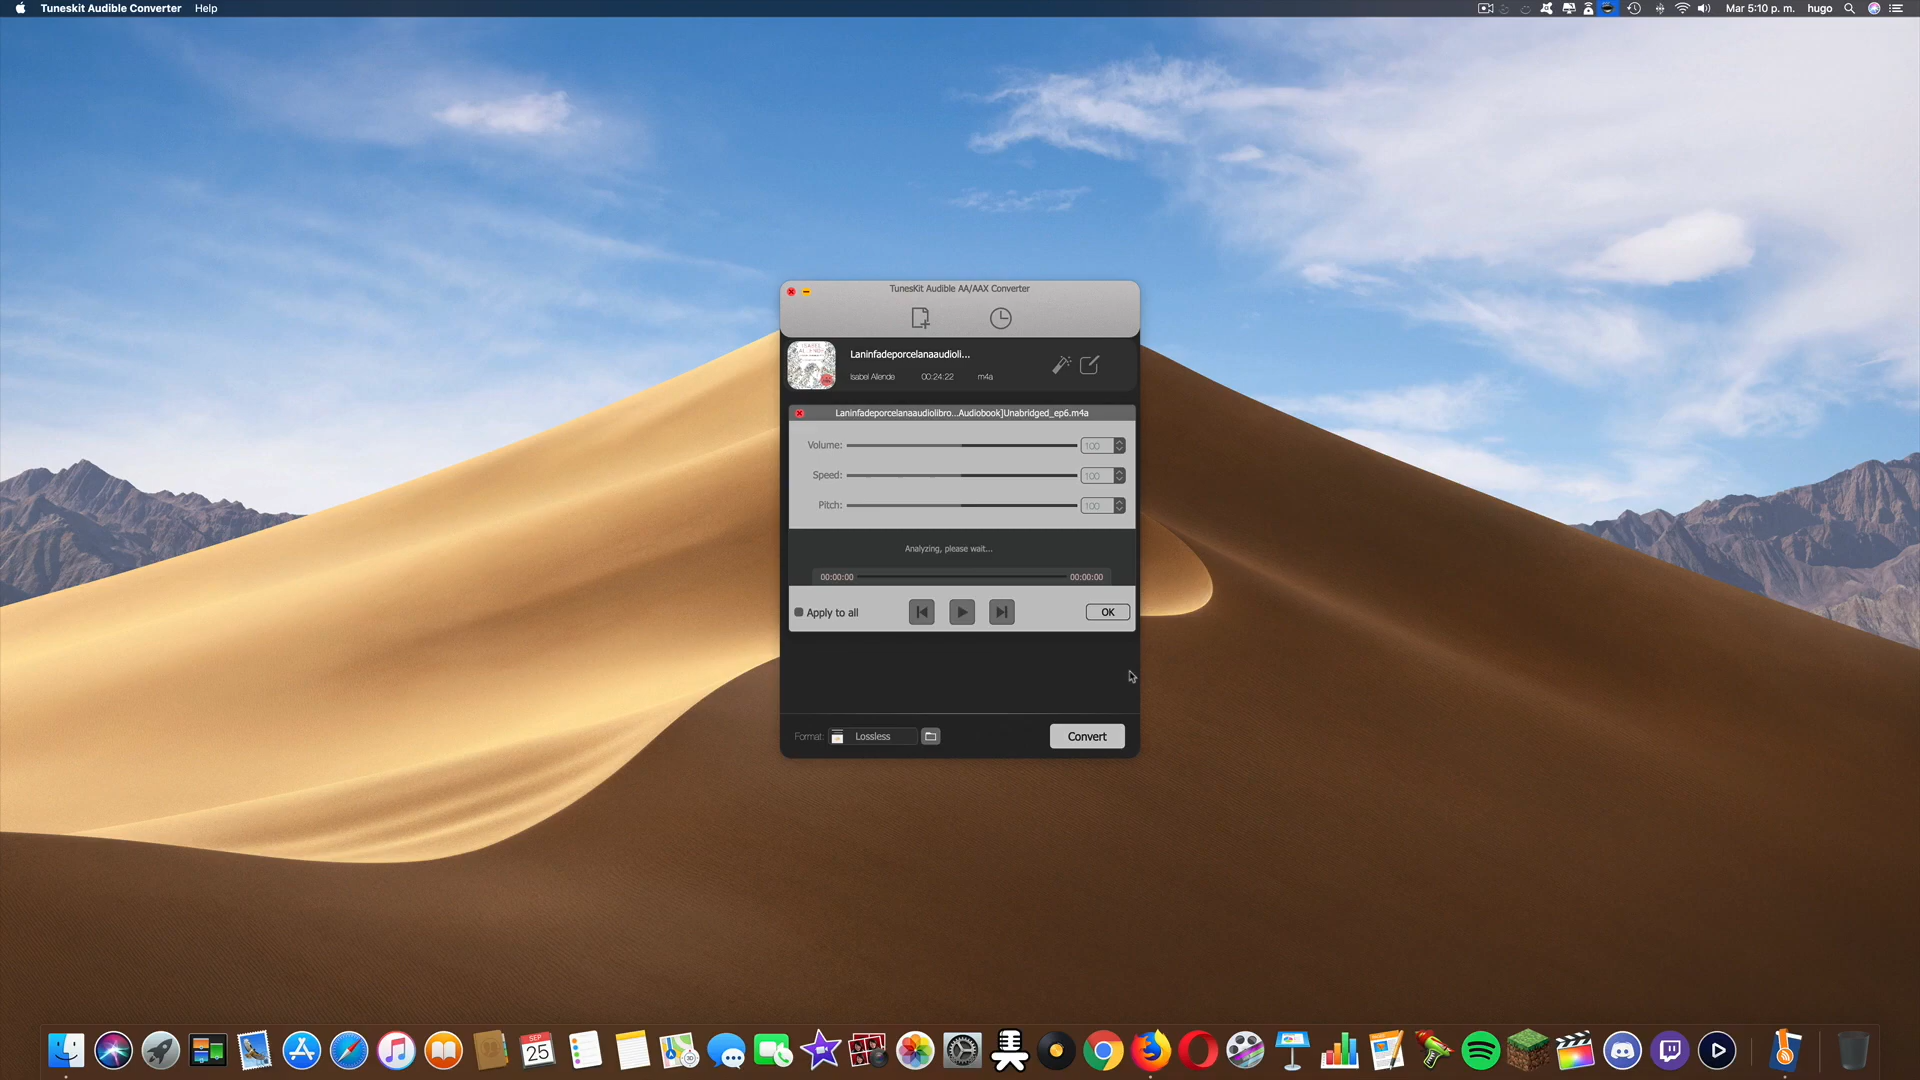 Tuneskit Audible Converter Help Mar 5:10 p. m. hugo
TunesKit Audible AA/AAX Converter
Laninfadeporcelanaaudioli...
Isabel Allende 00:24:22 m4a
Laninfadeporcelanaaudiolibro...Audiobook]Unabridged_ep6.m4a
Volume: 100
Speed: 100
Pitch: 100
Analyzing, please wait...
00:00:00 00:00:00
Apply to all OK
Format: Lossless Convert
SEP
25